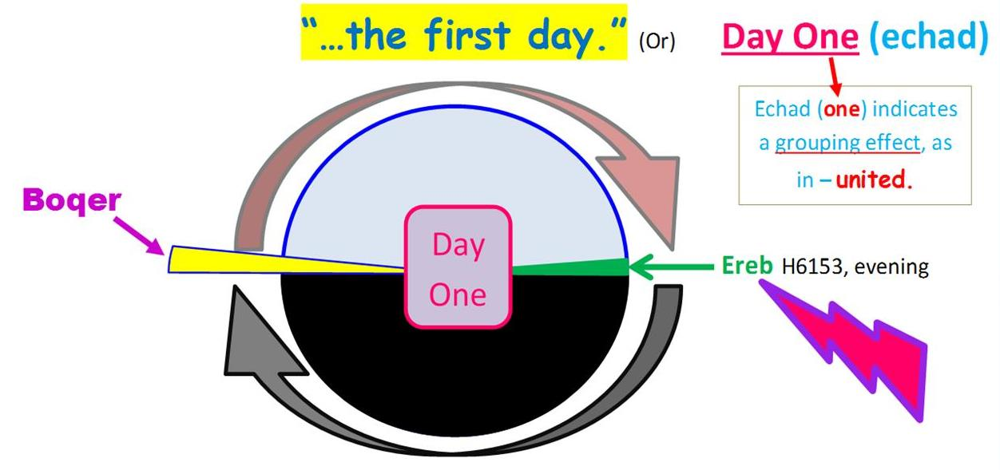 “…the first day.” (Or) Day One (echad)
Echad (one) indicates
a grouping effect, as
in – united.
Boqer
Day
One
Ereb H6153, evening